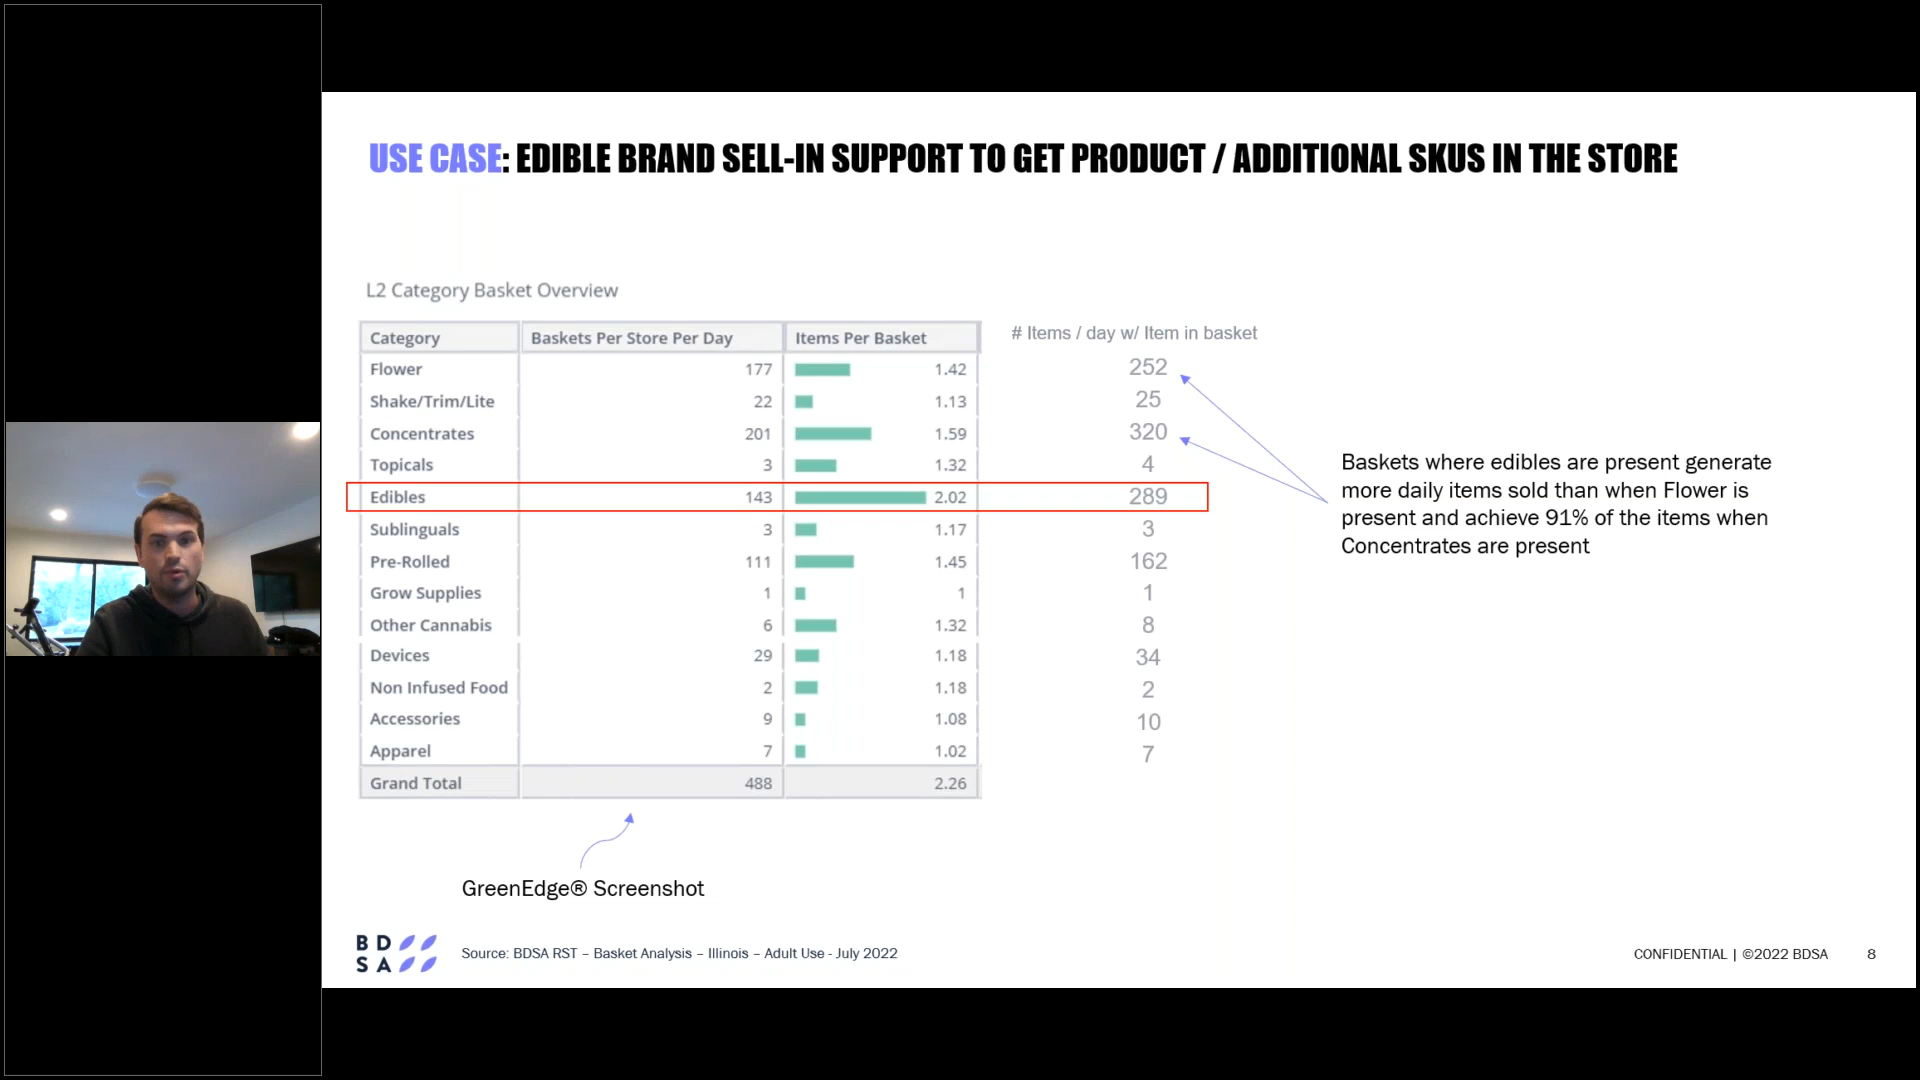 USE CASE: EDIBLE BRAND SELL-IN SUPPORT TO GET PRODUCT / ADDITIONAL SKUS IN THE STORE
L2 Category Basket Overview
Category Baskets Per Store Per Day Items Per Basket # Items / day w/ Item in basket
Flower 177 1.42 252
Shake/Trim/Lite 22 1.13 25
Concentrates 201 1.59 320
Topicals 3 1.32 4
Edibles 143 2.02 289
Sublinguals 3 1.17 3
Pre-Rolled 111 1.45 162
Grow Supplies 1 1 1
Other Cannabis 6 1.32 8
Devices 29 1.18 34
Non Infused Food 2 1.18 2
Accessories 9 1.08 10
Apparel 7 1.02 7
Grand Total 488 2.26
Baskets where edibles are present generate
more daily items sold than when Flower is
present and achieve 91% of the items when
Concentrates are present
GreenEdge® Screenshot
BD
SA
Source: BDSA RST – Basket Analysis – Illinois – Adult Use - July 2022
CONFIDENTIAL | ©2022 BDSA 8